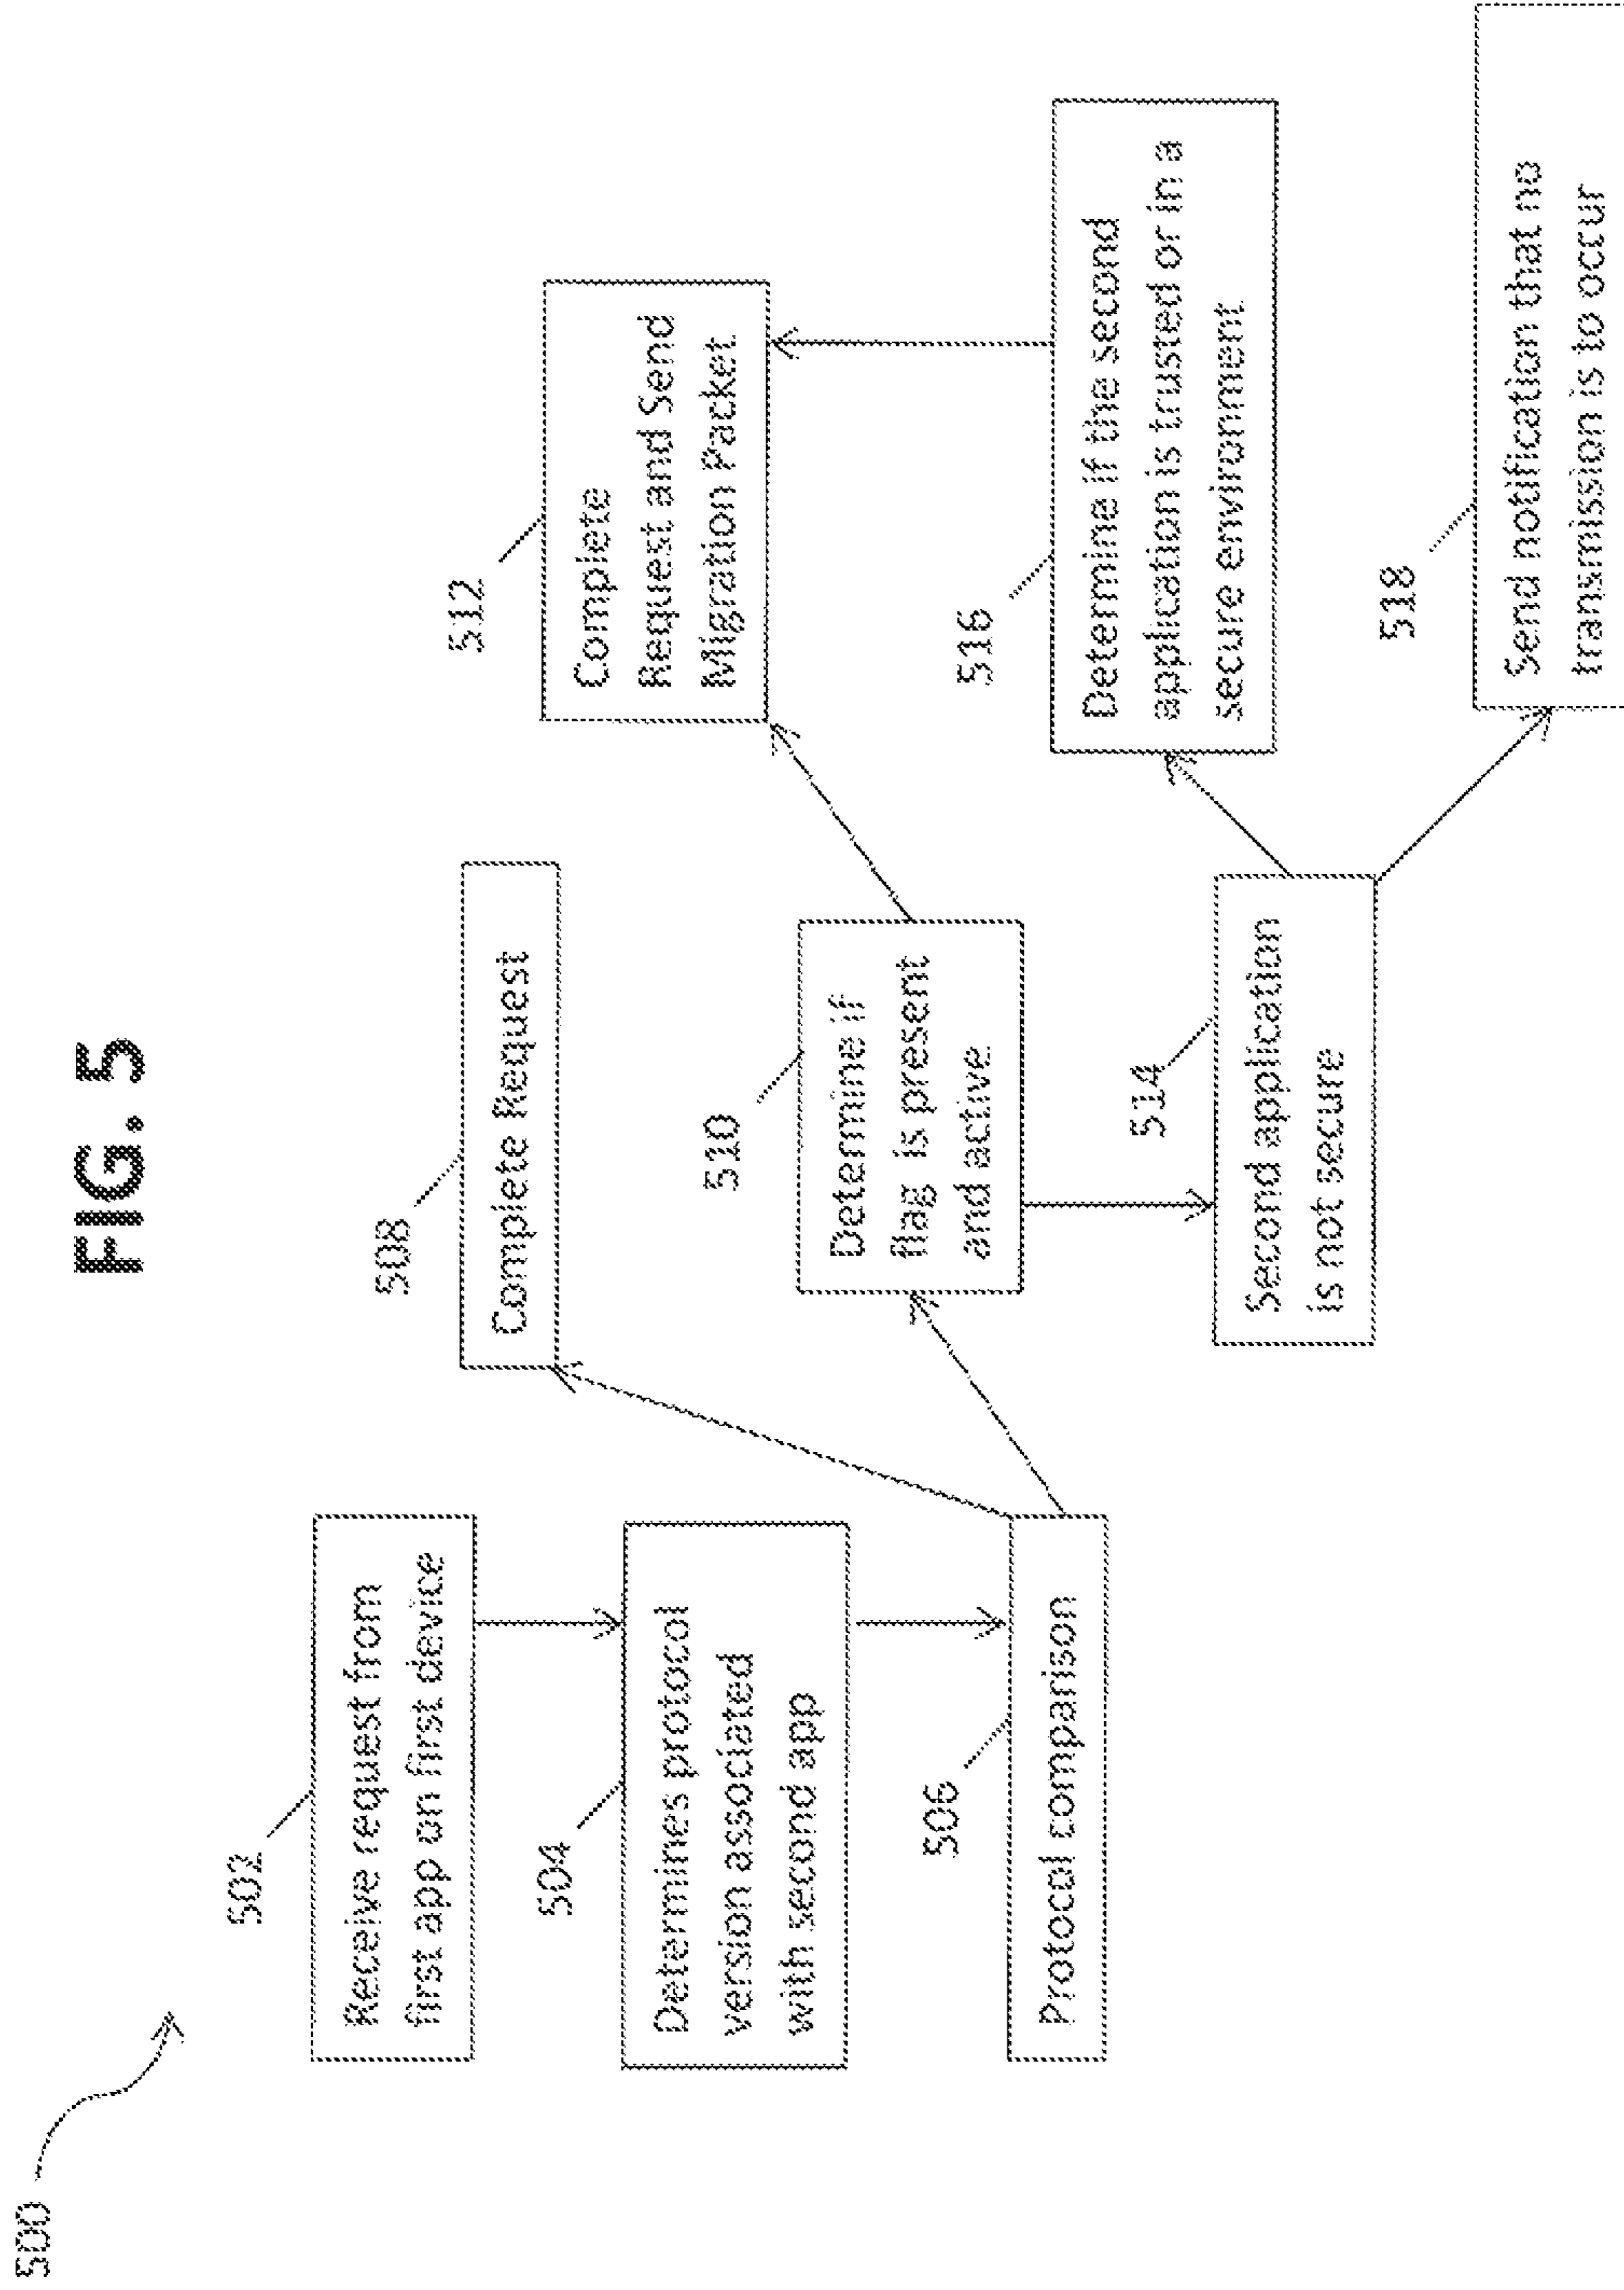 FIG. 5
500
502
Receive request from
first app on first device
504
Determines protocol
version associated
with second app
506
Protocal comparison
508
Complete Request
510
Determine if
flag is present
and active
512
Complete
Request and Send
Migration Packet
514
Second application
is not secure
516
Determine if the second
application is trusted or in a
secure environment
518
Send notification that no
transmission is to occur